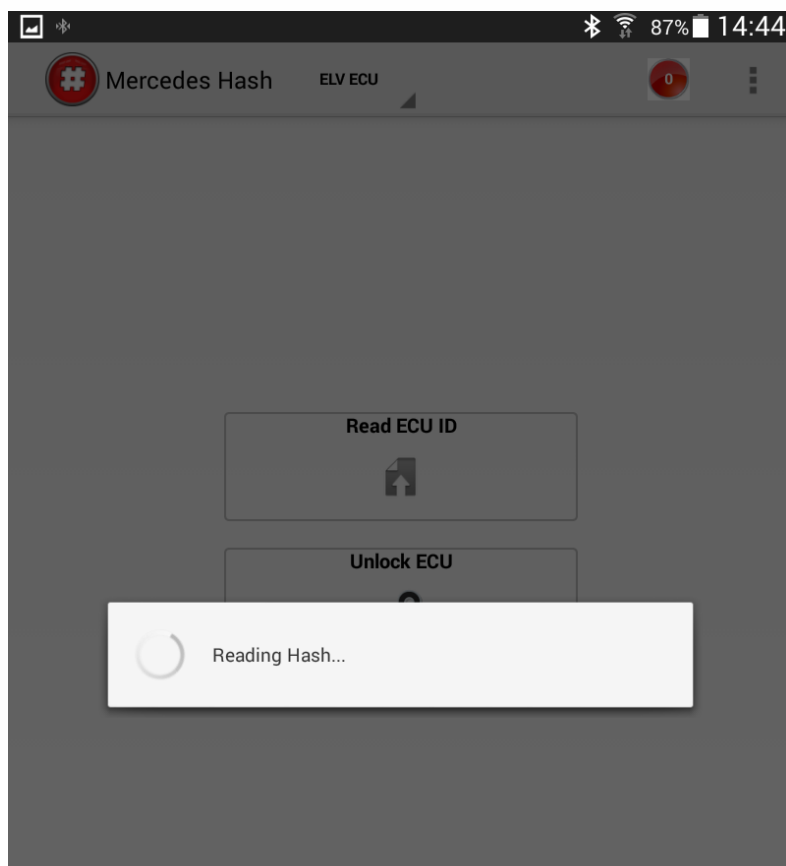 87% 14:44
# Mercedes Hash ELV ECU 0
Read ECU ID
Unlock ECU
Reading Hash...